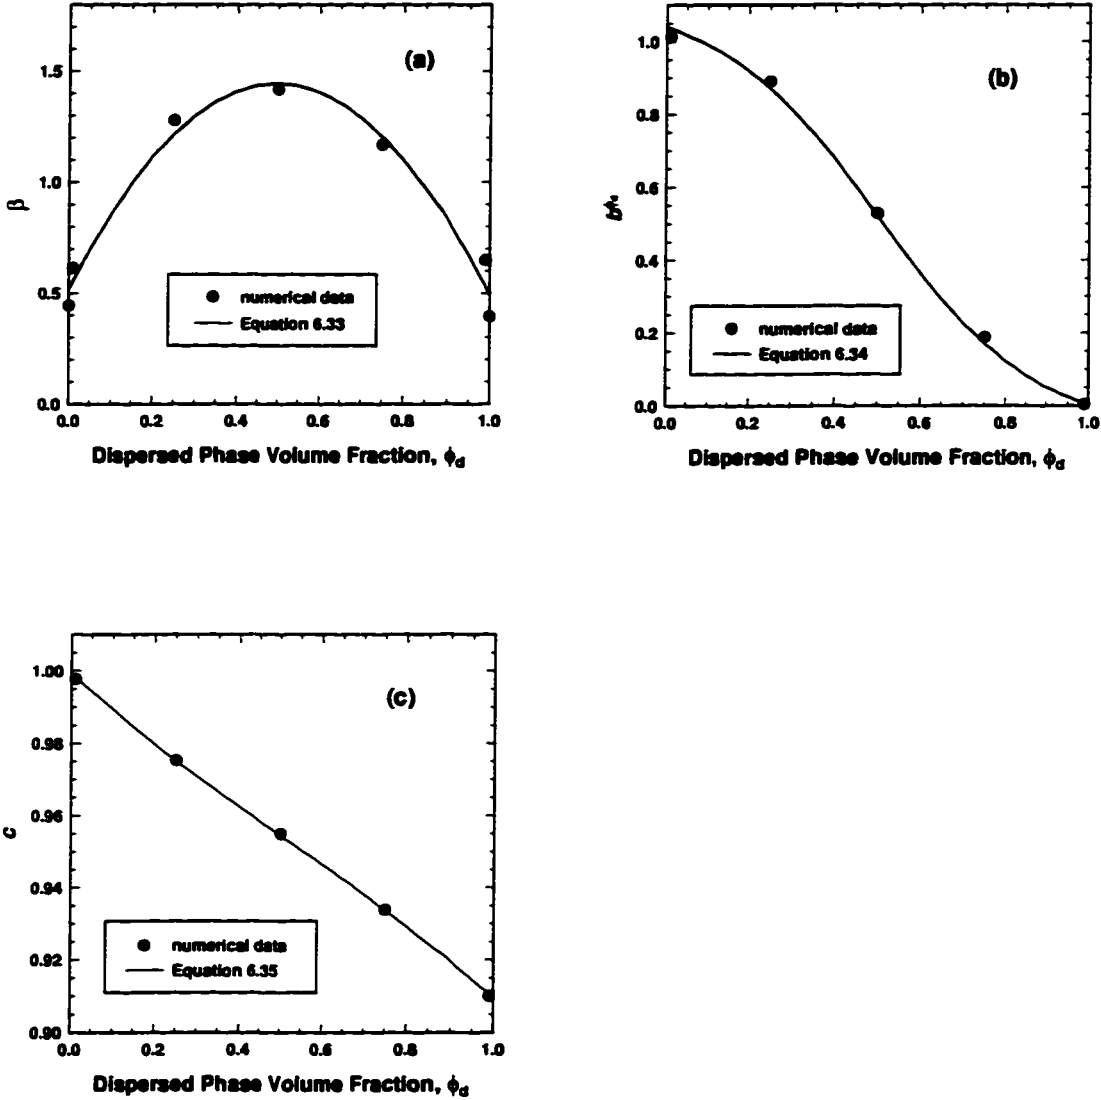 (a)
1.5
1.0
0.5
0.0
β
numerical data
Equation 6.33
0.0 0.2 0.4 0.6 0.8 1.0
Dispersed Phase Volume Fraction, ϕd
(b)
1.0
0.8
0.6
0.4
0.2
0.0
b^ϕd
numerical data
Equation 6.34
0.0 0.2 0.4 0.6 0.8 1.0
Dispersed Phase Volume Fraction, ϕd
(c)
1.00
0.98
0.96
0.94
0.92
0.90
c
numerical data
Equation 6.35
0.0 0.2 0.4 0.6 0.8 1.0
Dispersed Phase Volume Fraction, ϕd